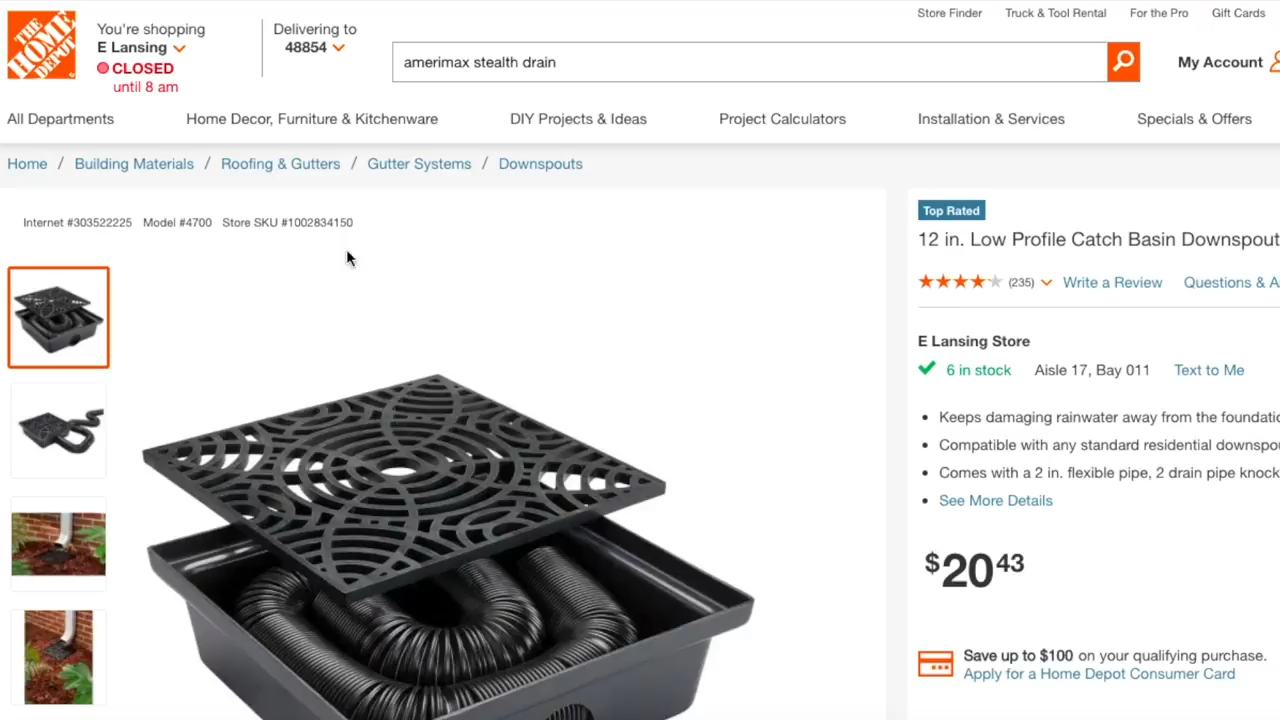 THE HOME DEPOT
You're shopping
E Lansing
CLOSED
until 8 am
Delivering to
48854
amerimax stealth drain
Store Finder
Truck & Tool Rental
For the Pro
Gift Cards
My Account
All Departments
Home Decor, Furniture & Kitchenware
DIY Projects & Ideas
Project Calculators
Installation & Services
Specials & Offers
Home / Building Materials / Roofing & Gutters / Gutter Systems / Downspouts
Internet #303522225 Model #4700 Store SKU #1002834150
Top Rated
12 in. Low Profile Catch Basin Downspout
(235) Write a Review Questions & A
E Lansing Store
6 in stock Aisle 17, Bay 011 Text to Me
Keeps damaging rainwater away from the foundatio
Compatible with any standard residential downspo
Comes with a 2 in. flexible pipe, 2 drain pipe knock
See More Details
$20 43
Save up to $100 on your qualifying purchase.
Apply for a Home Depot Consumer Card